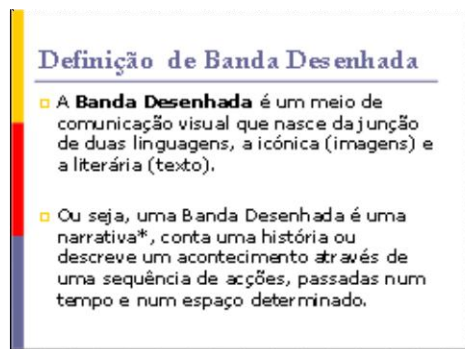 Definição de Banda Desenhada
A Banda Desenhada é um meio de
comunicação visual que nasce da junção
de duas linguagens, a icónica (imagens) e
a literária (texto).
Ou seja, uma Banda Desenhada é uma
narrativa*, conta uma história ou
descreve um acontecimento através de
uma sequência de acções, passadas num
tempo e num espaço determinado.